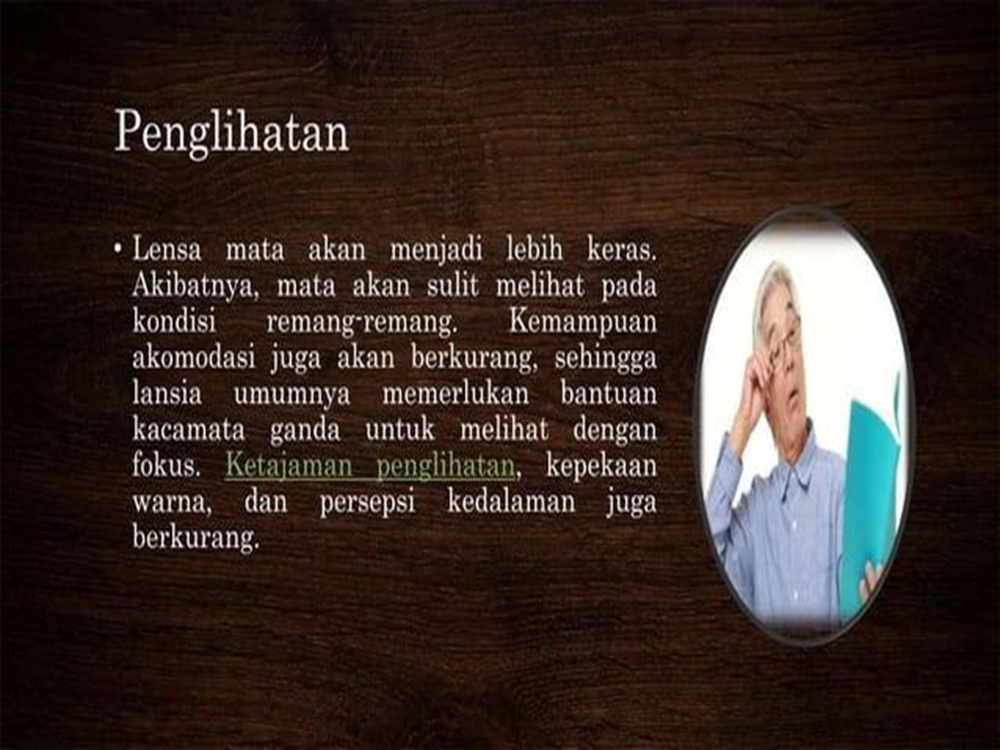 Penglihatan
• Lensa mata akan menjadi lebih keras.
Akibatnya, mata akan sulit melihat pada
kondisi remang-remang. Kemampuan
akomodasi juga akan berkurang, sehingga
lansia umumnya memerlukan bantuan
kacamata ganda untuk melihat dengan
fokus. Ketajaman penglihatan, kepekaan
warna, dan persepsi kedalaman juga
berkurang.